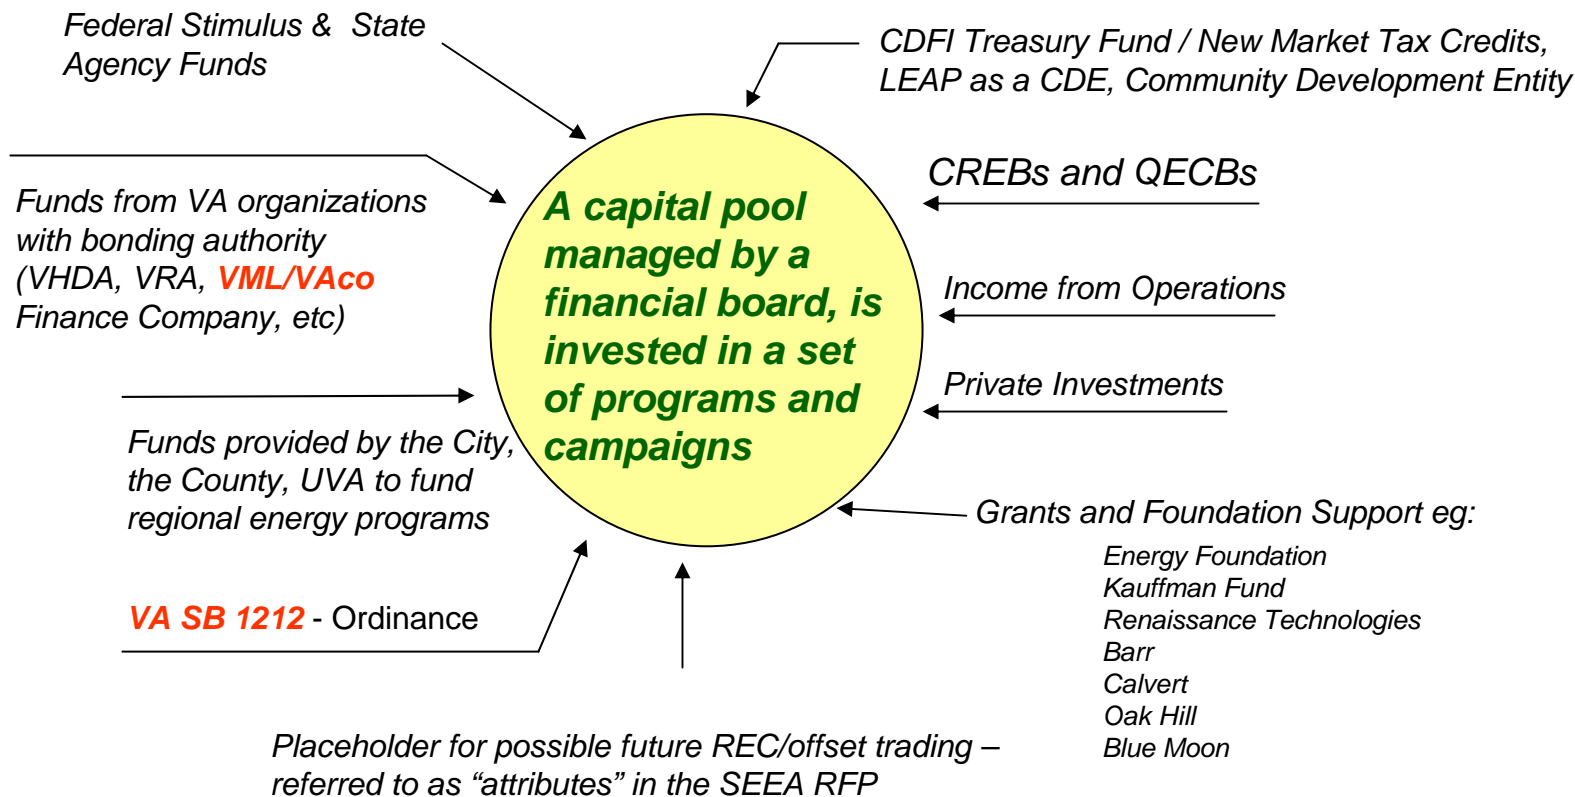 Federal Stimulus & State
Agency Funds
CDFI Treasury Fund / New Market Tax Credits,
LEAP as a CDE, Community Development Entity
Funds from VA organizations
with bonding authority
(VHDA, VRA, VML/VAco
Finance Company, etc)
A capital pool
managed by a
financial board, is
invested in a set
of programs and
campaigns
CREBs and QECBs
Income from Operations
Private Investments
Funds provided by the City,
the County, UVA to fund
regional energy programs
Grants and Foundation Support eg:
Energy Foundation
Kauffman Fund
Renaissance Technologies
Barr
Calvert
Oak Hill
Blue Moon
VA SB 1212 - Ordinance
Placeholder for possible future REC/offset trading –
referred to as “attributes” in the SEEA RFP